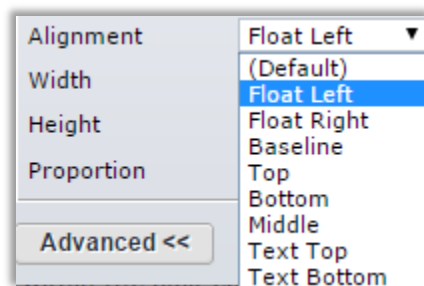 Alignment Float Left ▼
(Default)
Width
Float Left
Height Float Right
Baseline
Proportion
Top
Bottom
Advanced << Middle
Text Top
Text Bottom